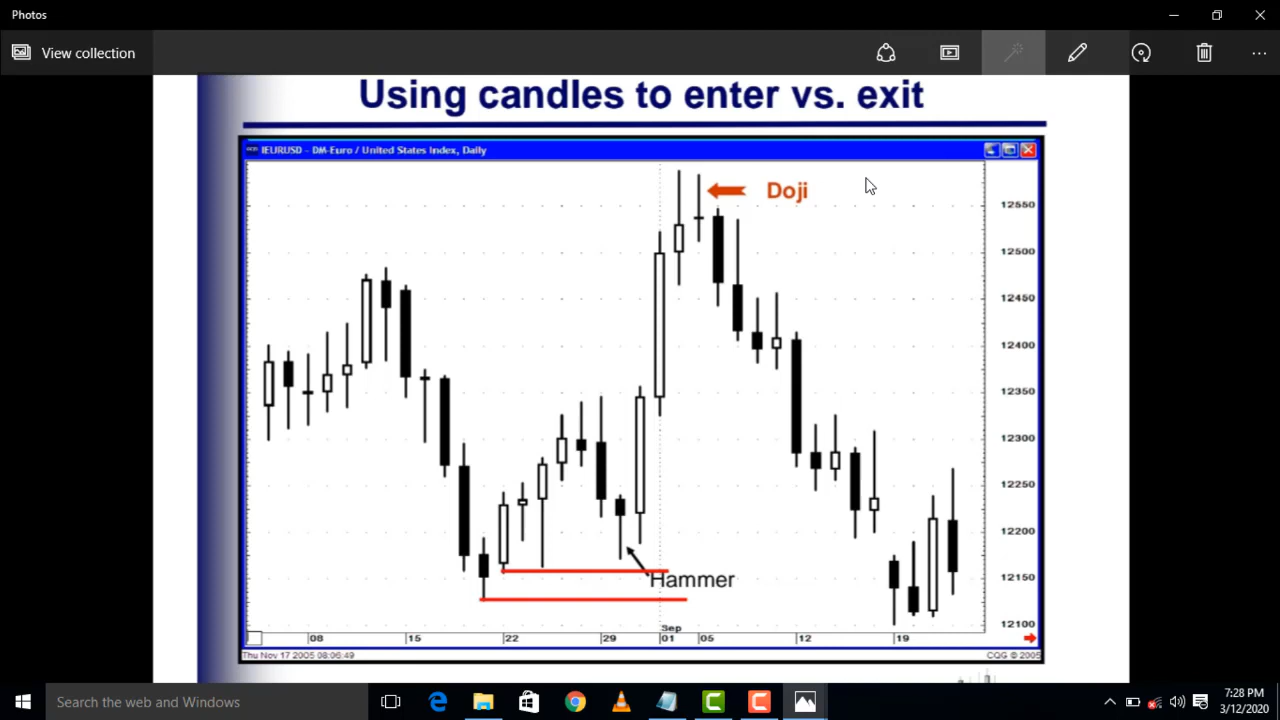 Photos
View collection
Using candles to enter vs. exit
IEURUSD - DM-Euro / United States Index, Daily
Doji
12550
12500
12450
12400
12350
12300
12250
12200
12150
12100
Hammer
Sep
08 15 22 29 01 05 12 19
Thu Nov 17 2005 08:06:49 CQG © 2005
Search the web and Windows
7:28 PM
3/12/2020